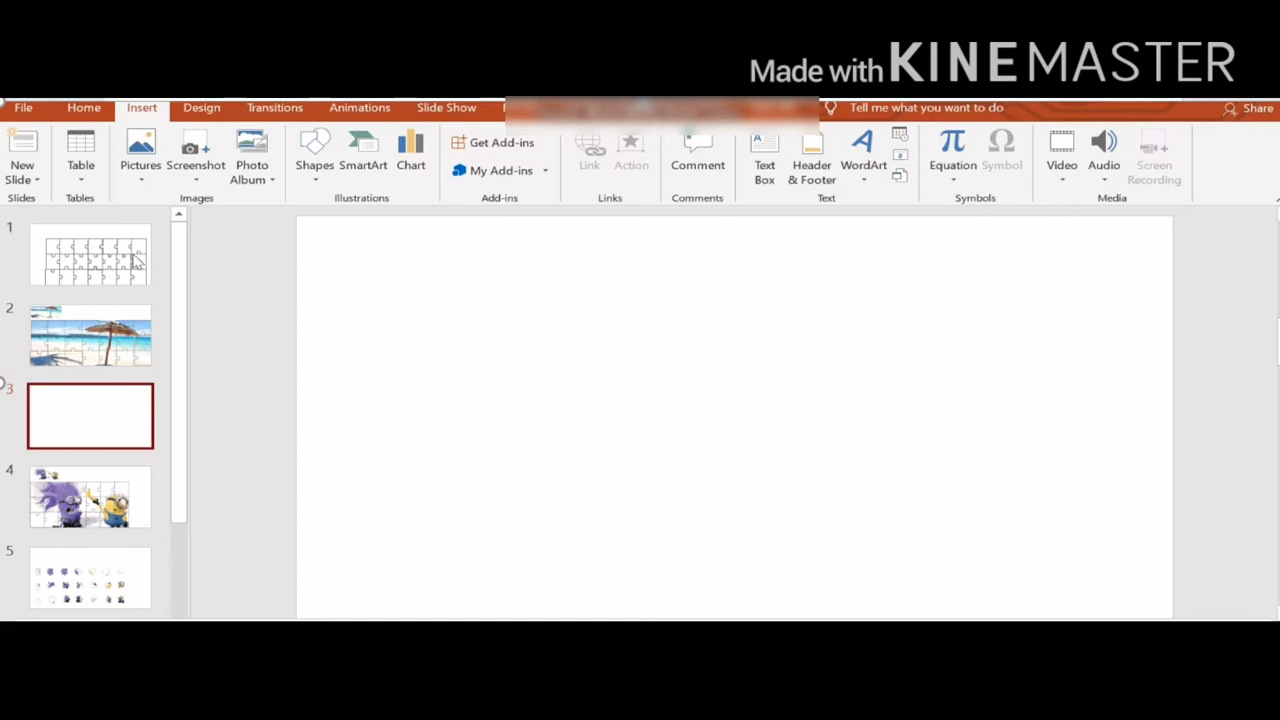 Made with KINEMASTER
File Home Insert Design Transitions Animations Slide Show Tell me what you want to do Share
New Slide
Table
Pictures
Screenshot
Photo Album
Shapes
SmartArt
Chart
Get Add-ins
My Add-ins
Link
Action
Comment
Text Box
Header & Footer
WordArt
Equation
Symbol
Video
Audio
Screen Recording
Slides Tables Images Illustrations Add-ins Links Comments Text Symbols Media
1
2
3
4
5